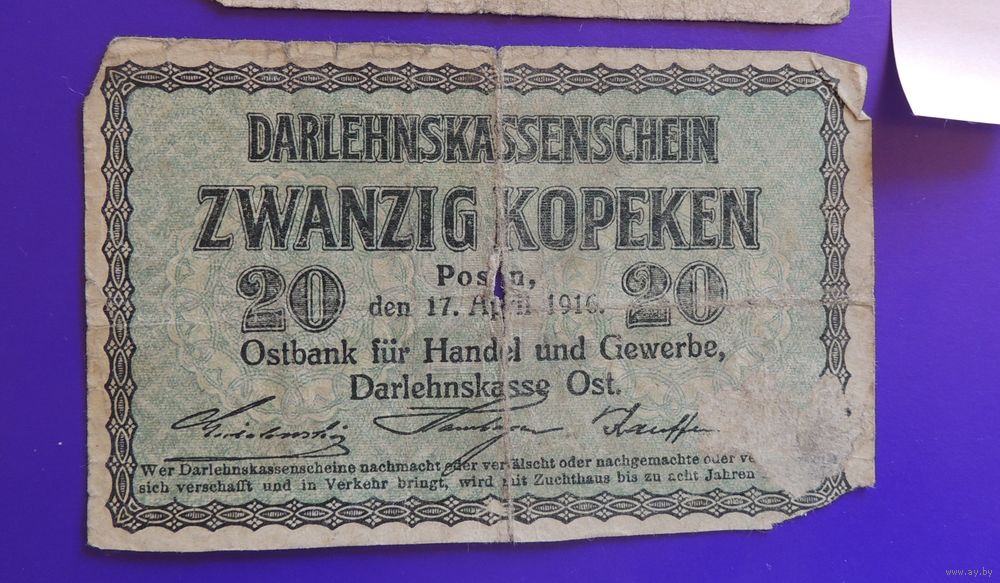 DARLEHNSKASSENSCHEIN
ZWANZIG KOPEKEN
20 Posen, 20
den 17. April 1916.
Ostbank für Handel und Gewerbe,
Darlehnskasse Ost.
Wer Darlehnskassenscheine nachmacht oder verfälscht oder nachgemachte oder ve
sich verschafft und in Verkehr bringt, wird mit Zuchthaus bis zu acht Jahren
www.ay.by